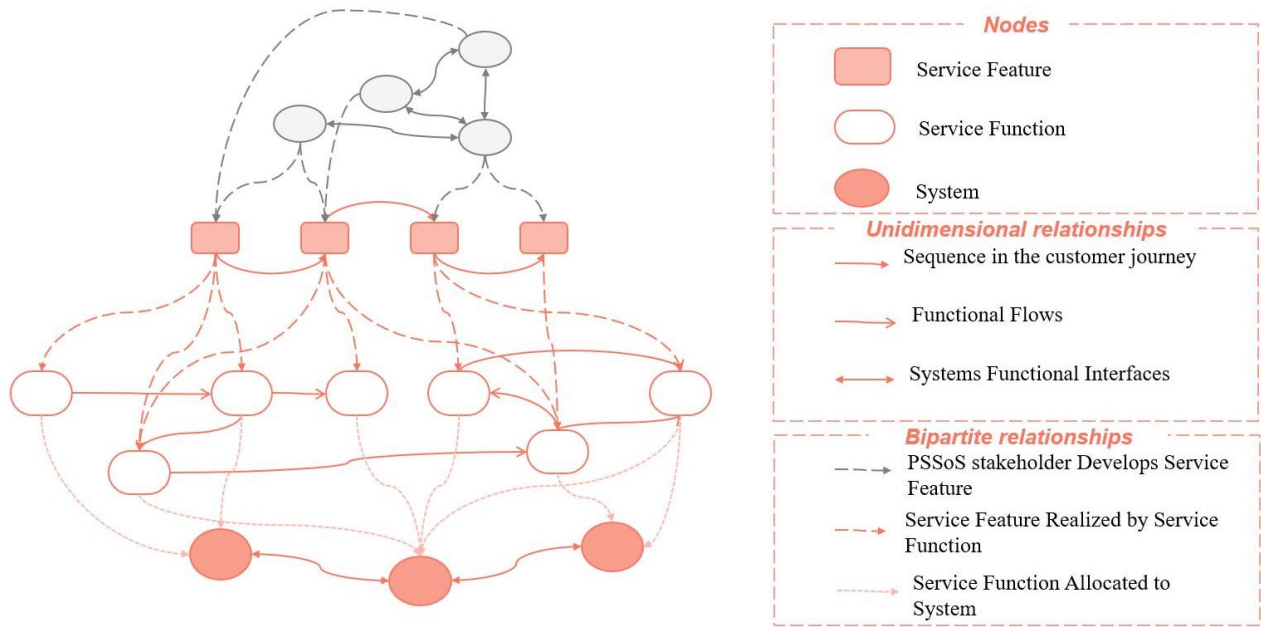 Nodes
Service Feature
Service Function
System
Unidimensional relationships
Sequence in the customer journey
Functional Flows
Systems Functional Interfaces
Bipartite relationships
PSSoS stakeholder Develops Service
Feature
Service Feature Realized by Service
Function
Service Function Allocated to
System